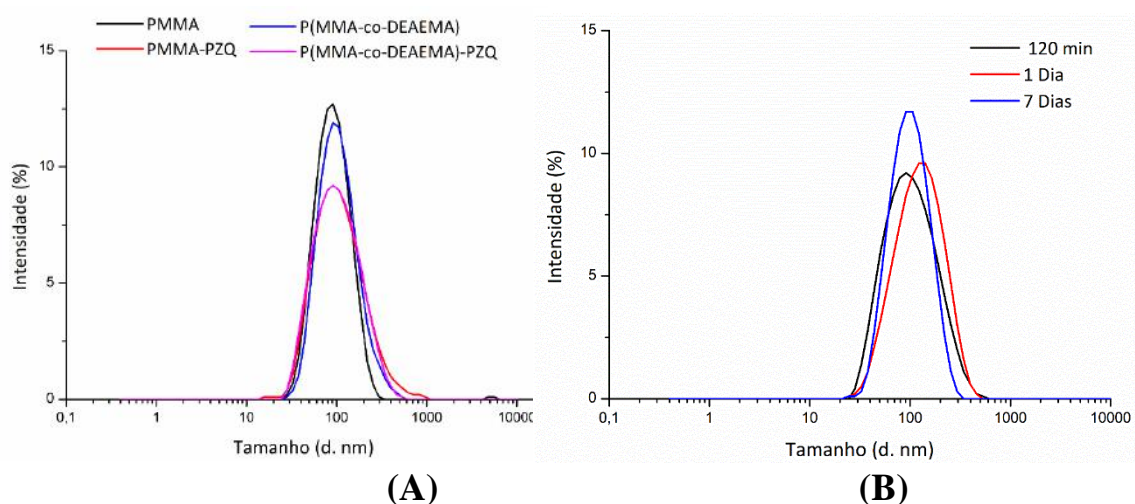 PMMA
PMMA-PZQ
P(MMA-co-DEAEMA)
P(MMA-co-DEAEMA)-PZQ
15
10
5
0
Intensidade (%)
0,1
1
10
100
1000
10000
Tamanho (d. nm)
(A)
120 min
1 Dia
7 Dias
15
10
5
0
Intensidade (%)
0,1
1
10
100
1000
10000
Tamanho (d. nm)
(B)